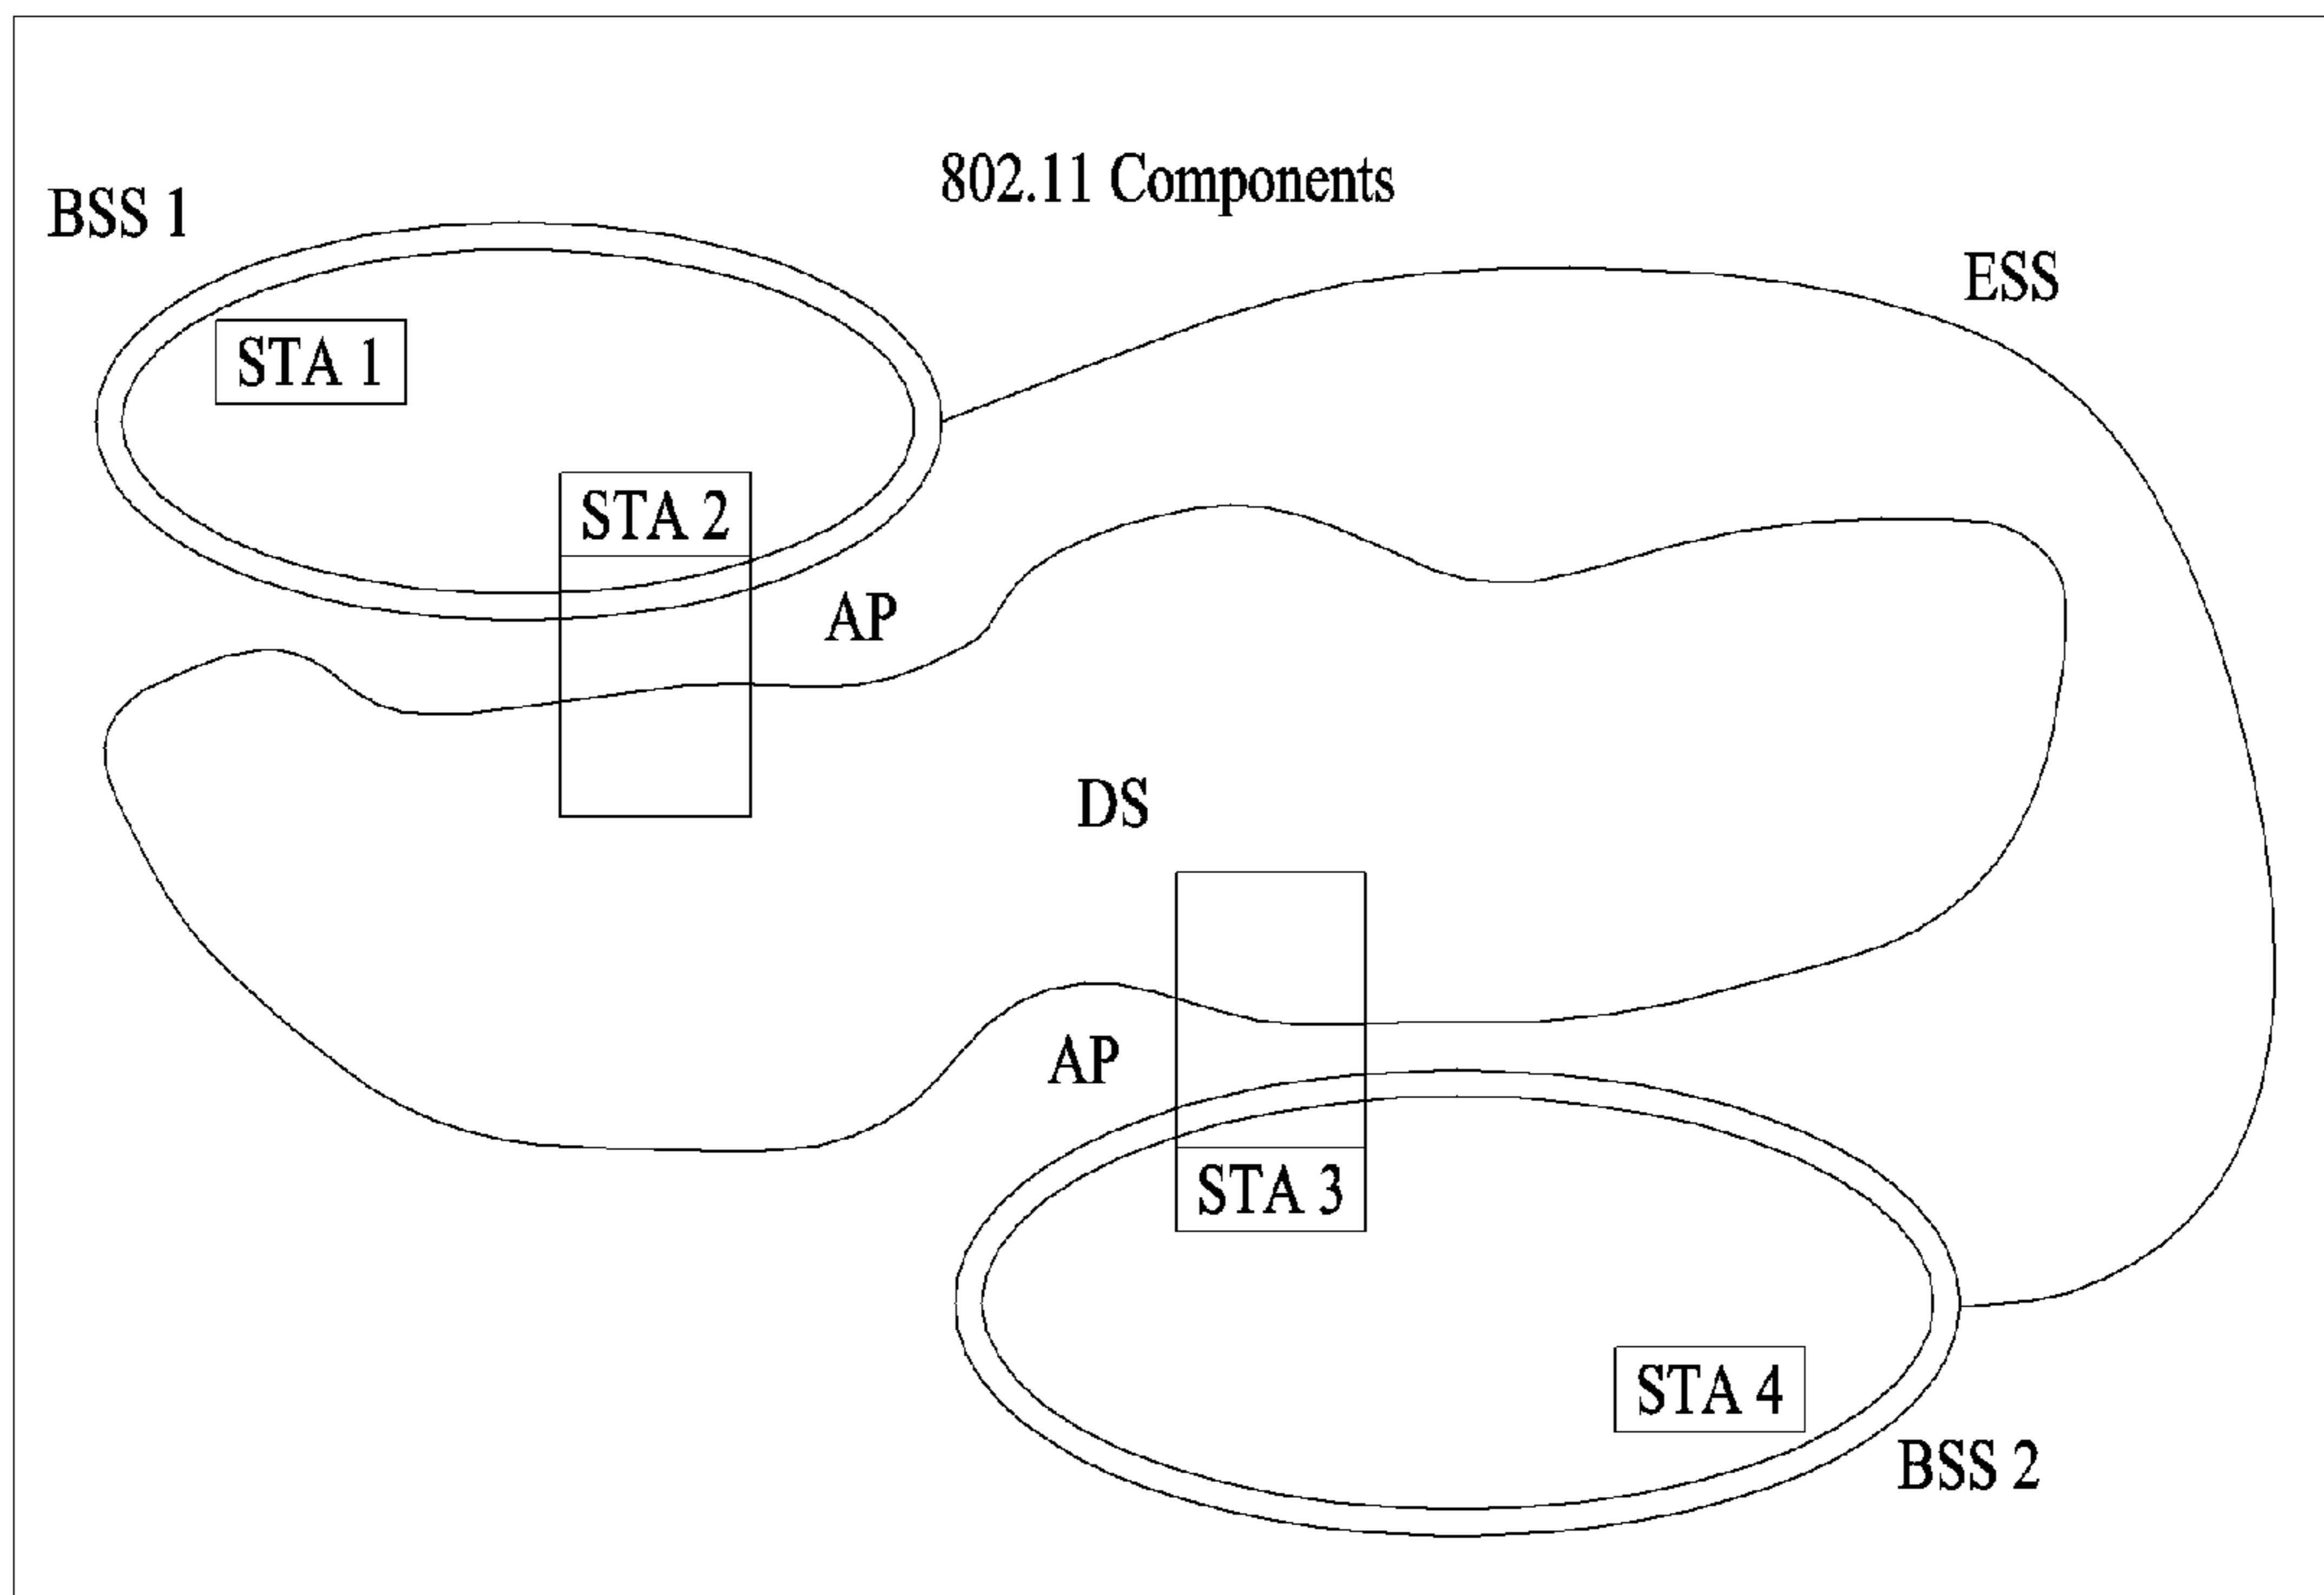 802.11 Components
BSS 1
ESS
STA 1
STA 2
AP
DS
AP
STA 3
STA 4
BSS 2